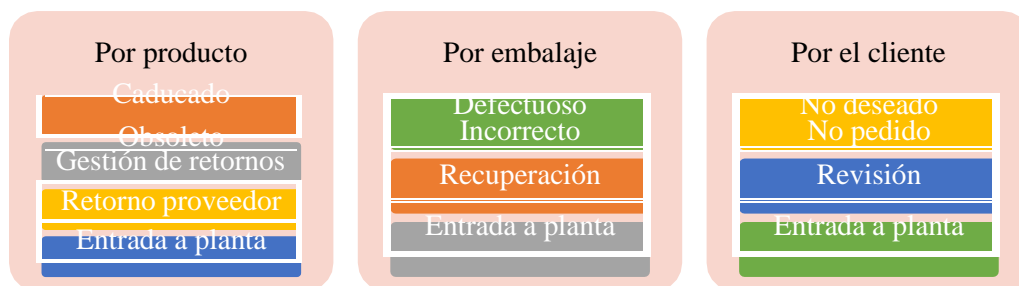 Por producto
Caducado
Obsoleto
Gestión de retornos
Retorno proveedor
Entrada a planta
Por embalaje
Defectuoso
Incorrecto
Recuperación
Entrada a planta
Por el cliente
No deseado
No pedido
Revisión
Entrada a planta